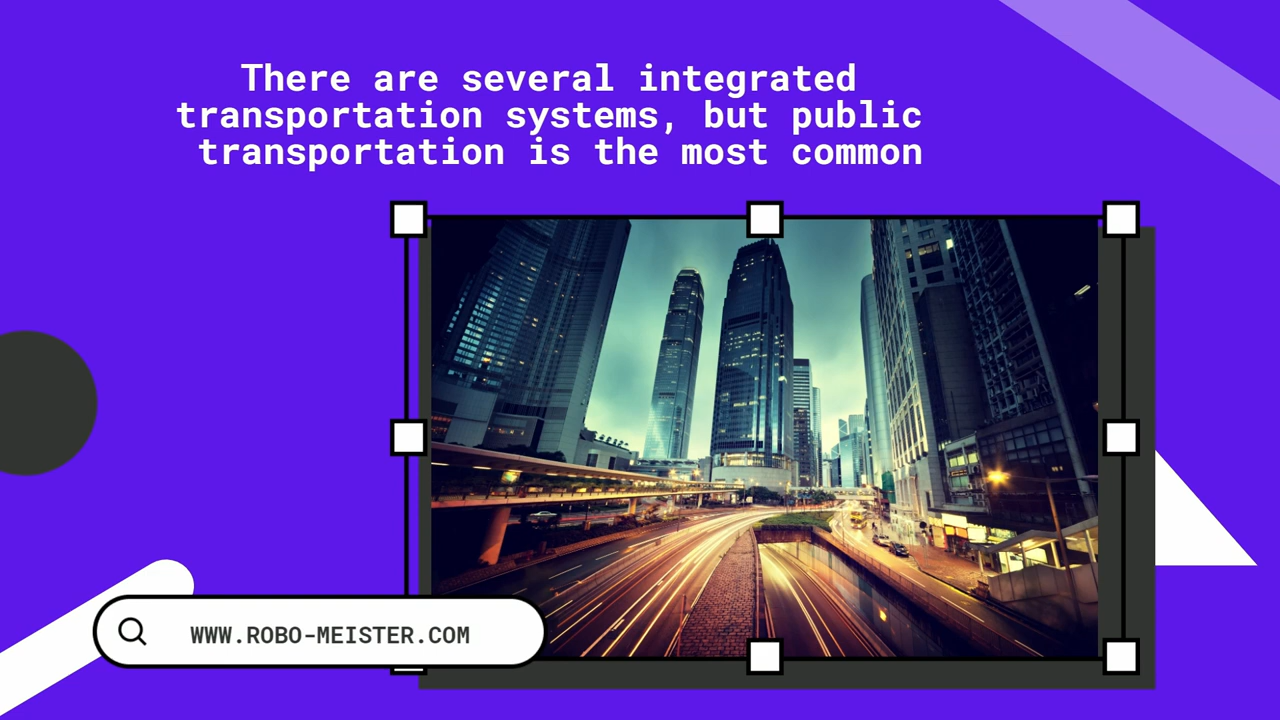 There are several integrated
transportation systems, but public
transportation is the most common
WWW.ROBO-MEISTER.COM